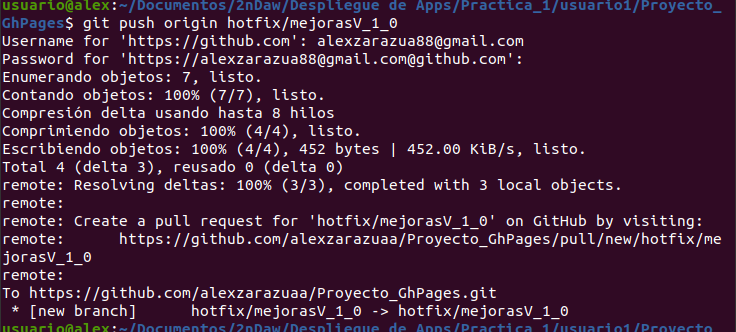 usuario@alex:~/Documentos/2nDaw/Despliegue de Apps/Practica_1/usuario1/Proyecto_
GhPages$ git push origin hotfix/mejorasV_1_0
Username for 'https://github.com': alexzarazua88@gmail.com
Password for 'https://alexzarazua88@gmail.com@github.com':
Enumerando objetos: 7, listo.
Contando objetos: 100% (7/7), listo.
Compresión delta usando hasta 8 hilos
Comprimiendo objetos: 100% (4/4), listo.
Escribiendo objetos: 100% (4/4), 452 bytes | 452.00 KiB/s, listo.
Total 4 (delta 3), reusado 0 (delta 0)
remote: Resolving deltas: 100% (3/3), completed with 3 local objects.
remote:
remote: Create a pull request for 'hotfix/mejorasV_1_0' on GitHub by visiting:
remote:      https://github.com/alexzarazuaa/Proyecto_GhPages/pull/new/hotfix/me
jorasV_1_0
remote:
To https://github.com/alexzarazuaa/Proyecto_GhPages.git
 * [new branch]      hotfix/mejorasV_1_0 -> hotfix/mejorasV_1_0
usuario@alex:~/Documentos/2nDaw/Despliegue de Apps/Practica_1/usuario1/Proyecto_